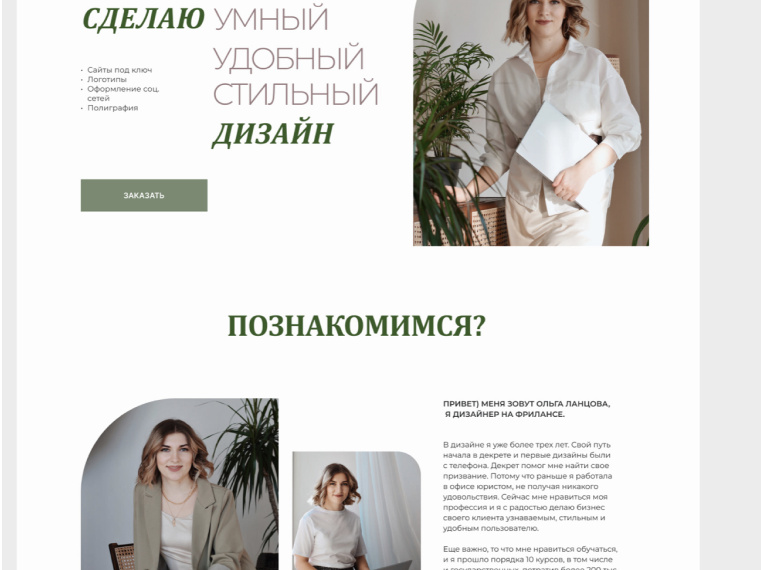 СДЕЛАЮ УМНЫЙ
УДОБНЫЙ
СТИЛЬНЫЙ
ДИЗАЙН
• Сайты под ключ
• Логотипы
• Оформление соц.
сетей
• Полиграфия
ЗАКАЗАТЬ
ПОЗНАКОМИМСЯ?
ПРИВЕТ) МЕНЯ ЗОВУТ ОЛЬГА ЛАНЦОВА,
Я ДИЗАЙНЕР НА ФРИЛАНСЕ.
В дизайне я уже более трех лет. Свой путь
начала в декрете и первые дизайны были
с телефона. Декрет помог мне найти свое
призвание. Потому что раньше я работала
в офисе юристом, не получая никакого
удовольствия. Сейчас мне нравиться моя
профессия и я с радостью делаю бизнес
своего клиента узнаваемым, стильным и
удобным пользователю.
Еще важно, то что мне нравиться обучаться,
и я прошло порядка 10 курсов, в том числе